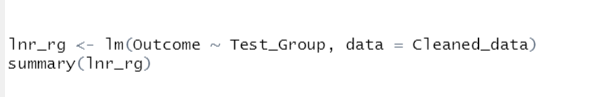 lnr_rg <- lm(Outcome ~ Test_Group, data = Cleaned_data)
summary(lnr_rg)